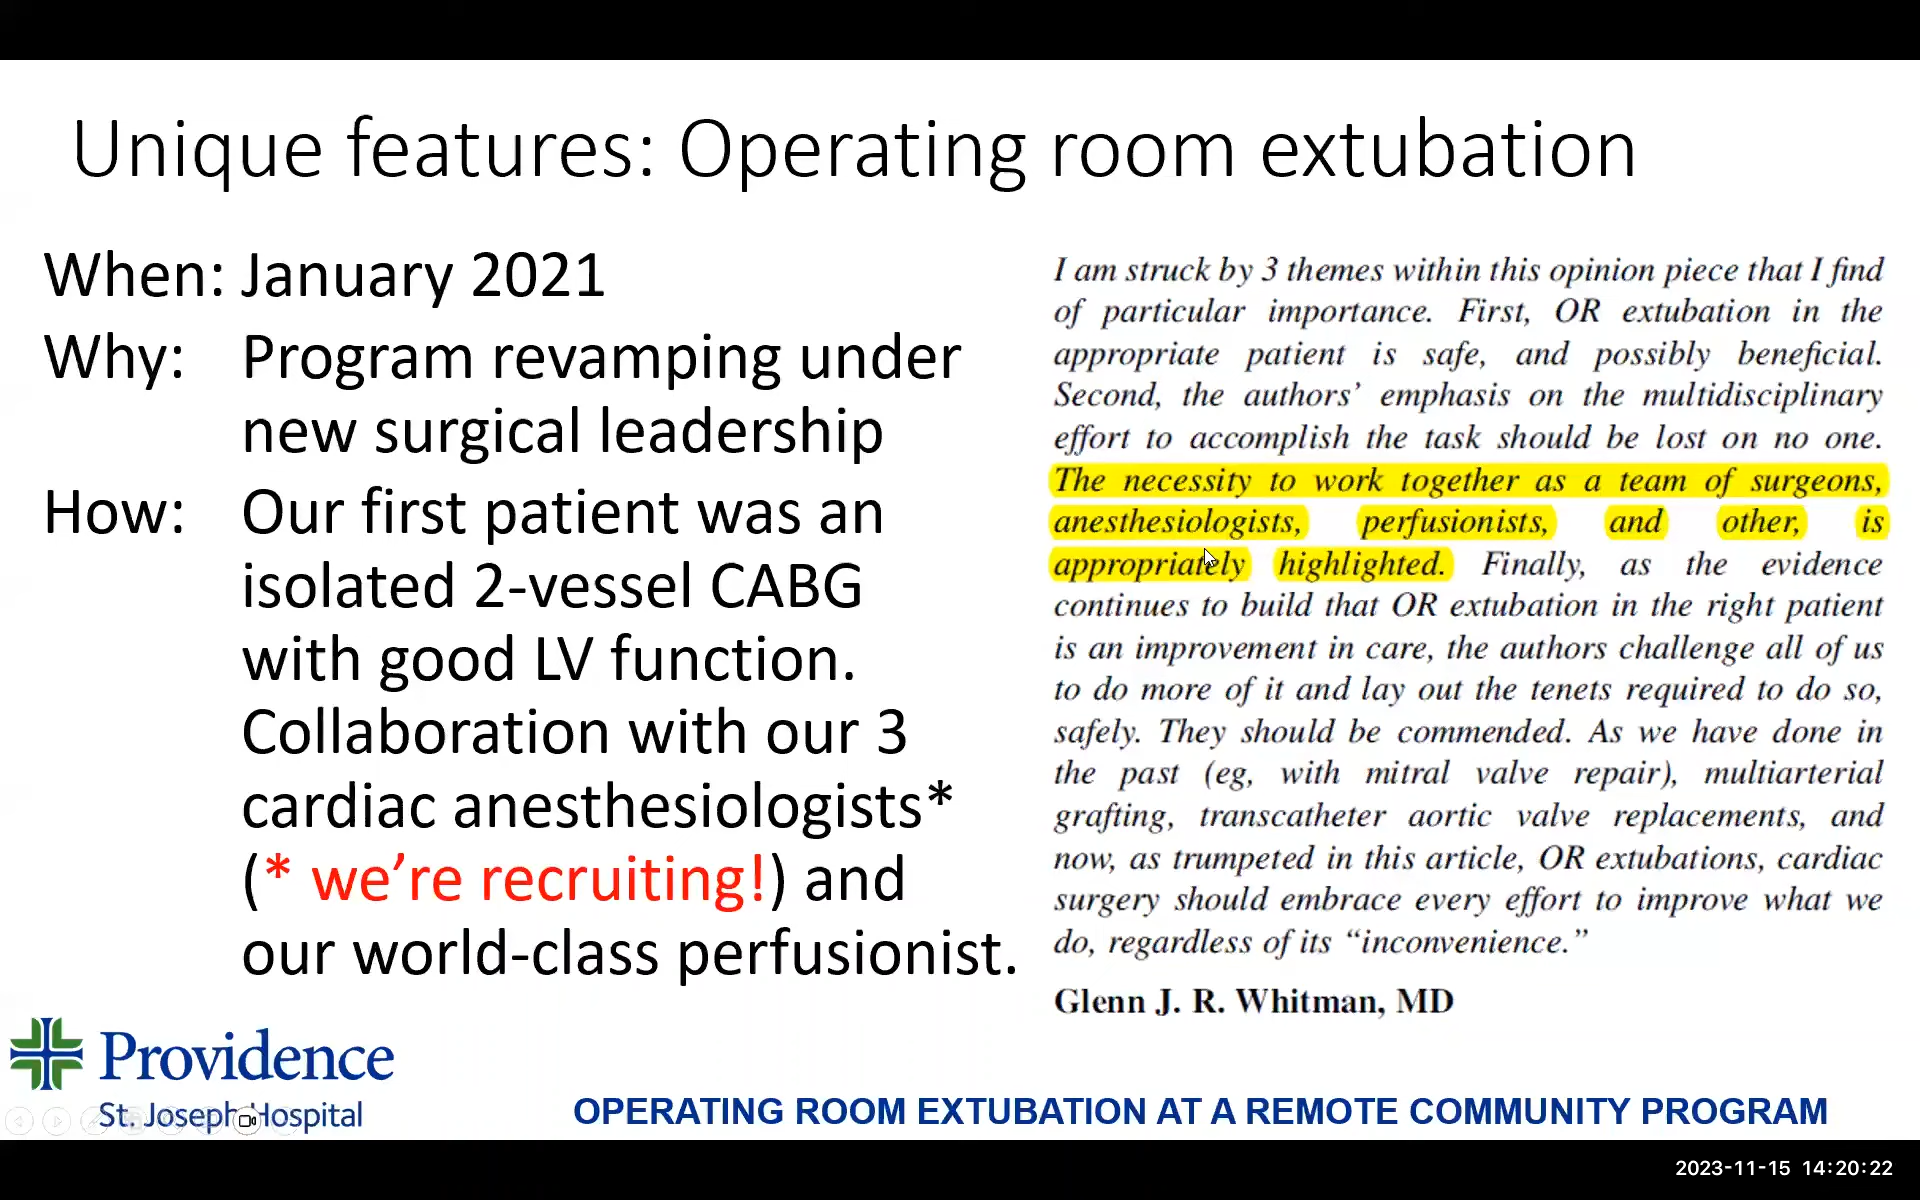 Unique features: Operating room extubation
When: January 2021
Why: Program revamping under
new surgical leadership
How: Our first patient was an
isolated 2-vessel CABG
with good LV function.
Collaboration with our 3
cardiac anesthesiologists*
(* we're recruiting!) and
our world-class perfusionist.
I am struck by 3 themes within this opinion piece that I find
of particular importance. First, OR extubation in the
appropriate patient is safe, and possibly beneficial.
Second, the authors' emphasis on the multidisciplinary
effort to accomplish the task should be lost on no one.
The necessity to work together as a team of surgeons,
anesthesiologists, perfusionists, and other, is
appropriately highlighted. Finally, as the evidence
continues to build that OR extubation in the right patient
is an improvement in care, the authors challenge all of us
to do more of it and lay out the tenets required to do so,
safely. They should be commended. As we have done in
the past (eg, with mitral valve repair), multiarterial
grafting, transcatheter aortic valve replacements, and
now, as trumpeted in this article, OR extubations, cardiac
surgery should embrace every effort to improve what we
do, regardless of its "inconvenience."
Glenn J. R. Whitman, MD
Providence
St. Joseph Hospital
OPERATING ROOM EXTUBATION AT A REMOTE COMMUNITY PROGRAM
2023-11-15 14:20:22